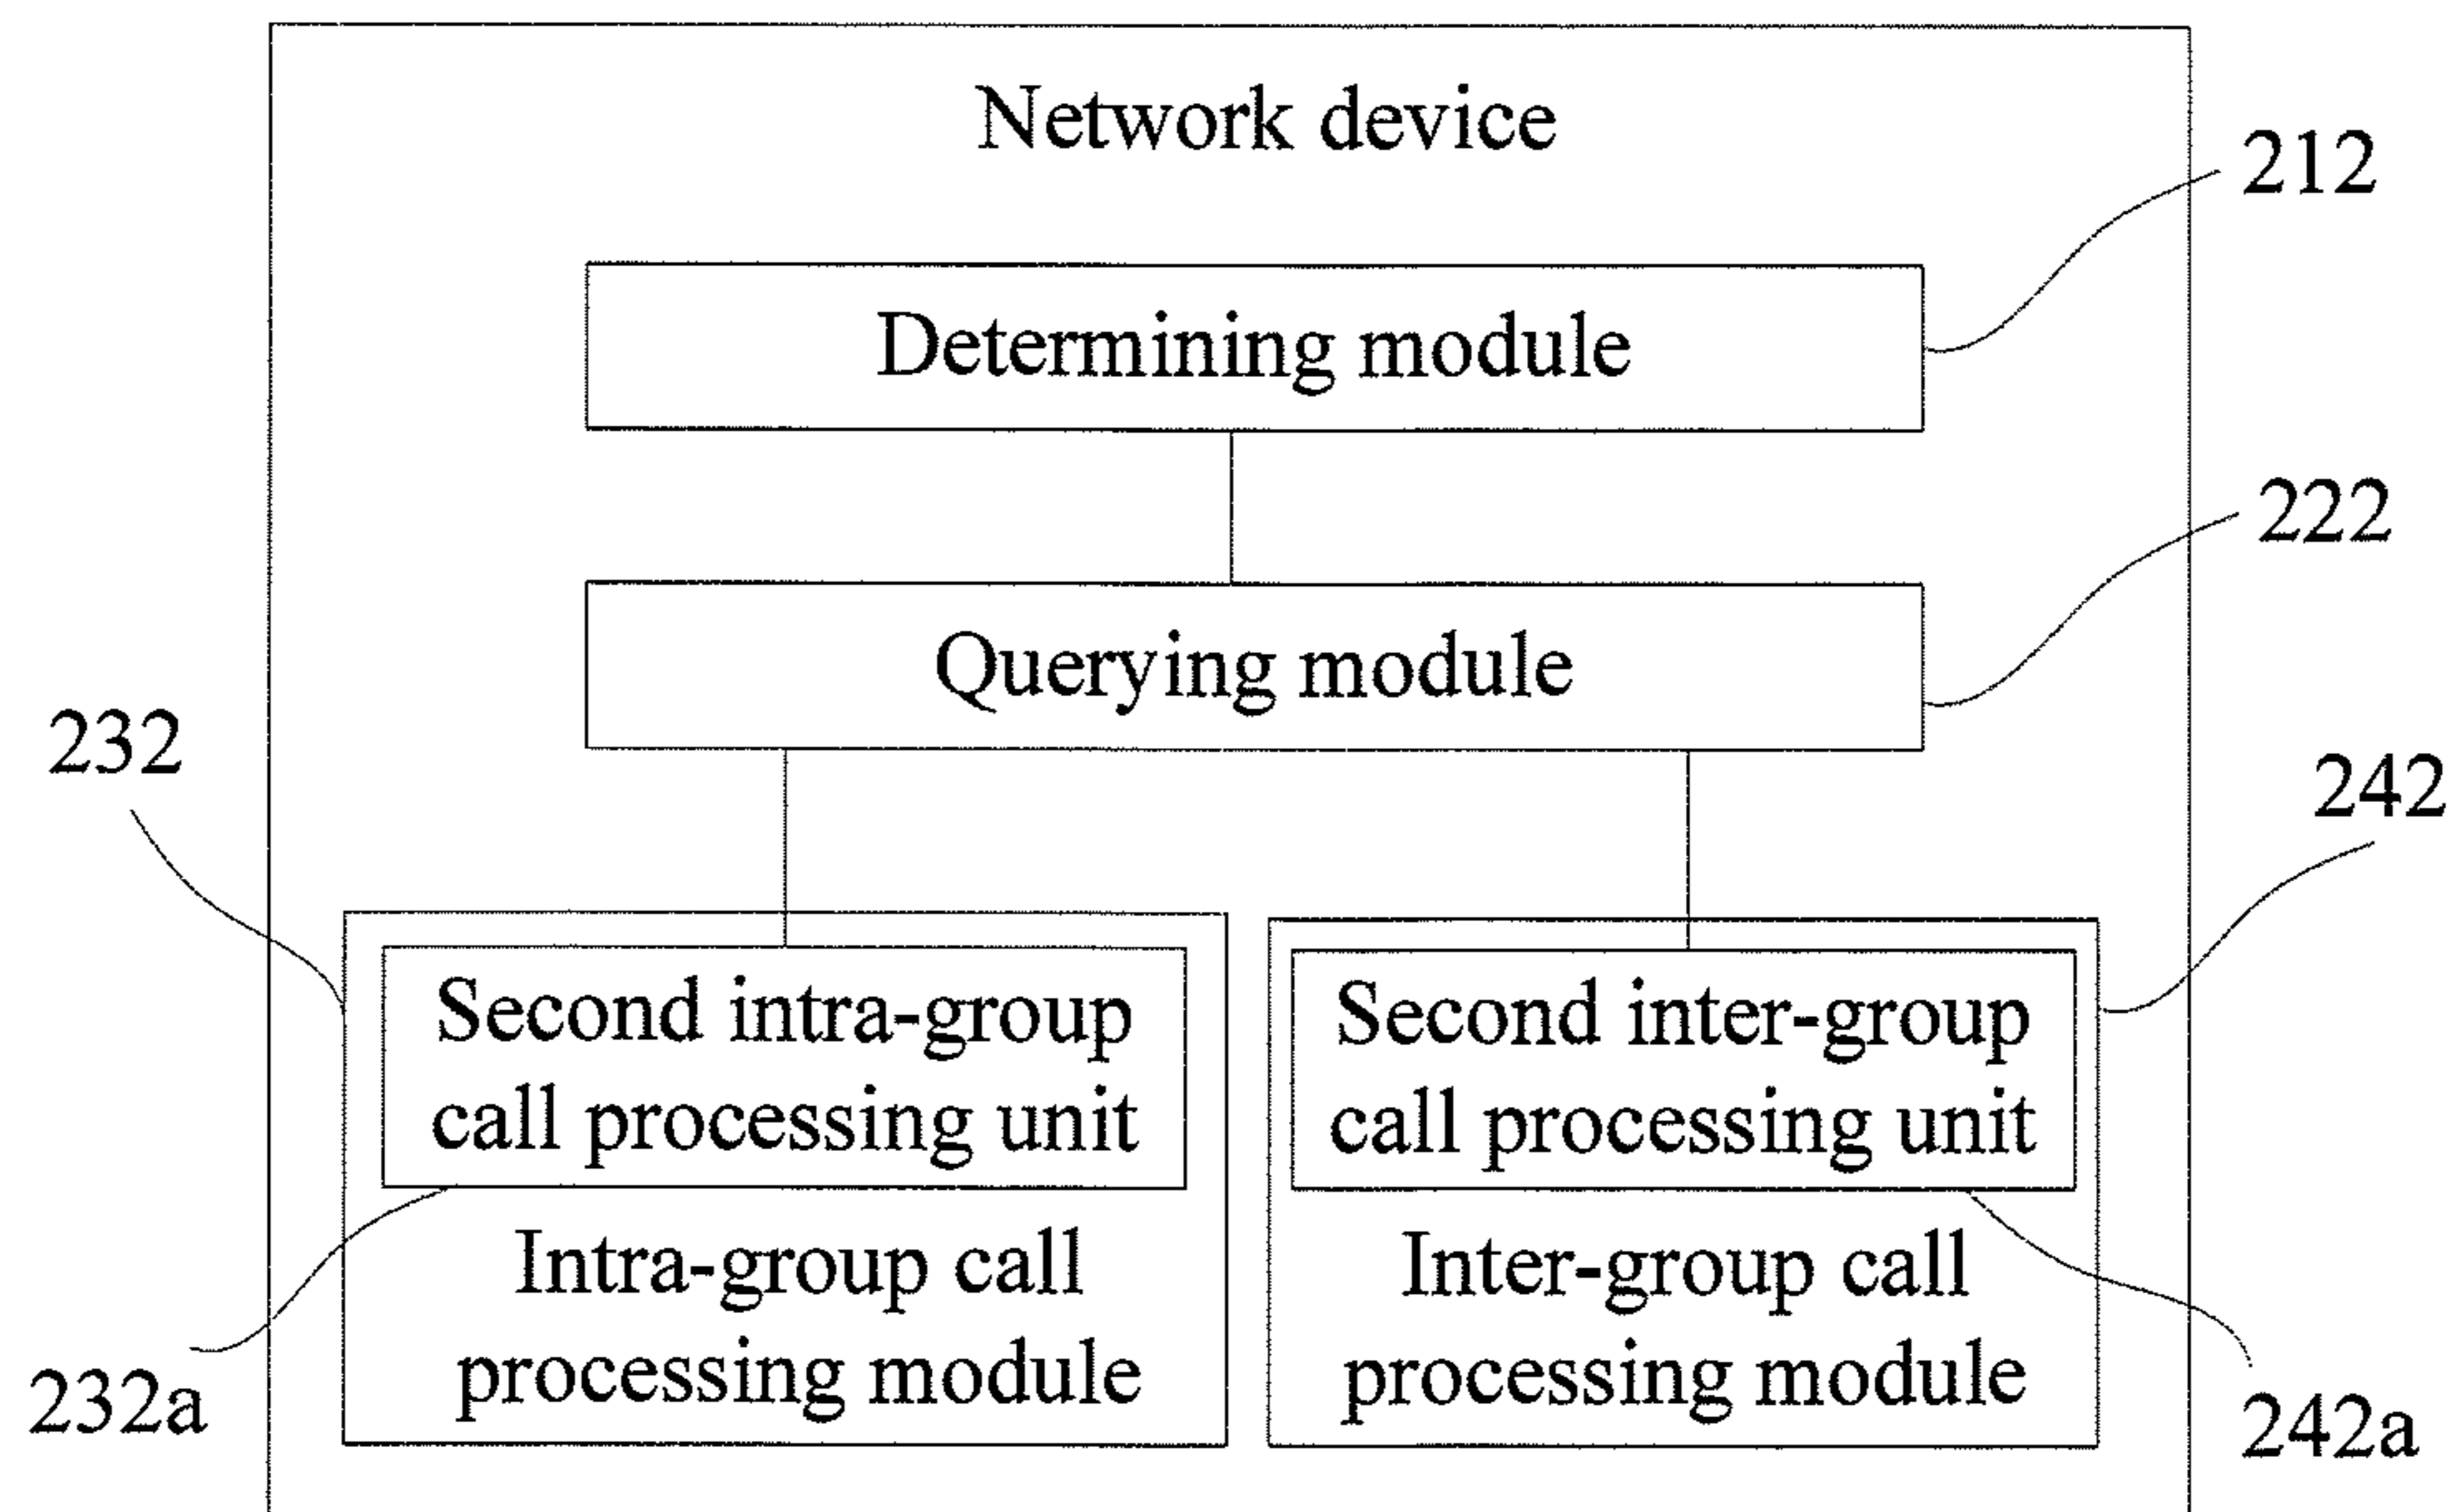 Network device
212
Determining module
222
Querying module
232
242
Second intra-group
call processing unit
Second inter-group
call processing unit
Intra-group call
processing module
Inter-group call
processing module
232a
242a